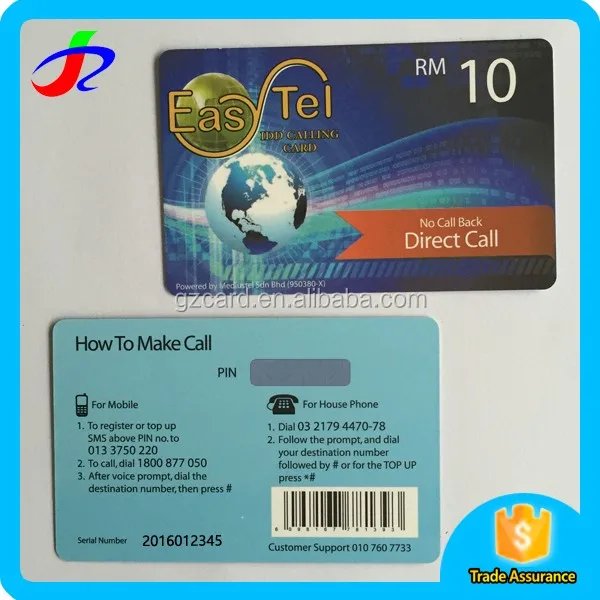 RM 10
EasyTel
IDD CALLING
CARD
No Call Back
Direct Call
Powered by Mediustel Sdn Bhd (950380-X)
gzcard.en.alibaba.com
How To Make Call
PIN
For Mobile
1. To register or top up
SMS above PIN no. to
013 3750 220
2. To call, dial 1800 877 050
3. After voice prompt, dial the
destination number, then press #
For House Phone
1. Dial 03 2179 4470-78
2. Follow the prompt, and dial
your destination number
followed by # or for the TOP UP
press *#
Serial Number 2016012345
Customer Support 010 760 7733
Trade Assurance